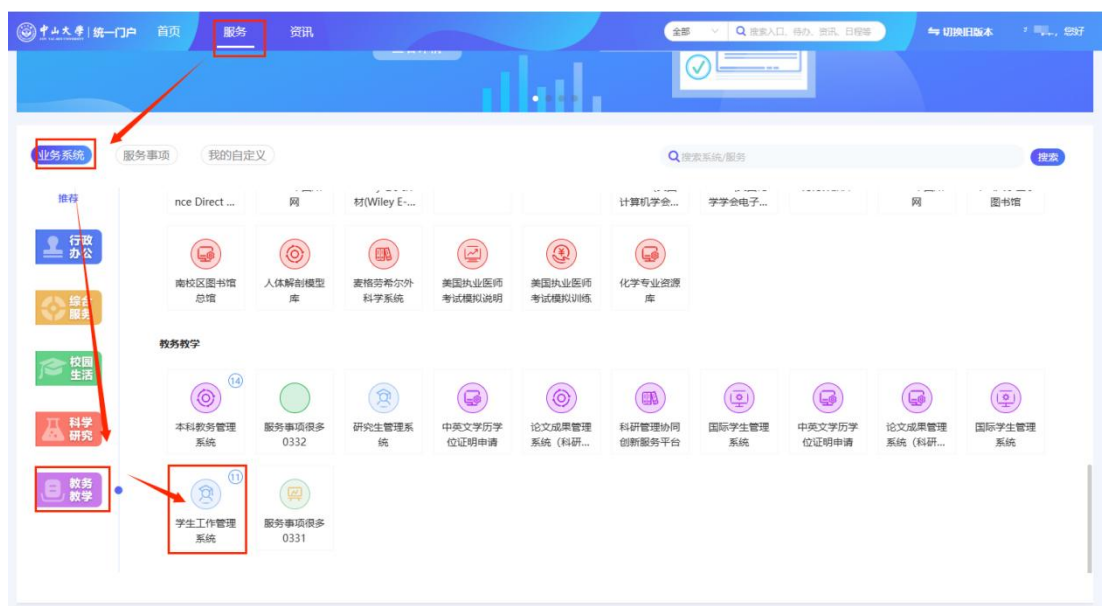 中山大学 | 统一门户 首页 服务 资讯 全部 搜索入口、待办、资讯、日程等 切换旧版本 您好
业务系统 服务事项 我的自定义 搜索系统/服务 搜索
推荐
nce Direct ... 网 材(Wiley E-... 计算机学会... 学学会电子... 网 图书馆
行政
办公
南校区图书馆 人体解剖模型 麦格劳希尔外 美国执业医师 美国执业医师 化学专业资源
总馆 库 科学系统 考试模拟说明 考试模拟训练 库
综合
服务
教务教学
校园
生活
14
本科教务管理 服务事项很多 研究生管理系 中英文学历学 论文成果管理 科研管理协同 国际学生管理 中英文学历学 论文成果管理 国际学生管理
系统 0332 统 位证明申请 系统（科研... 创新服务平台 系统 位证明申请 系统（科研... 系统
科学
研究
教务
教学
11
学生工作管理 服务事项很多
系统 0331